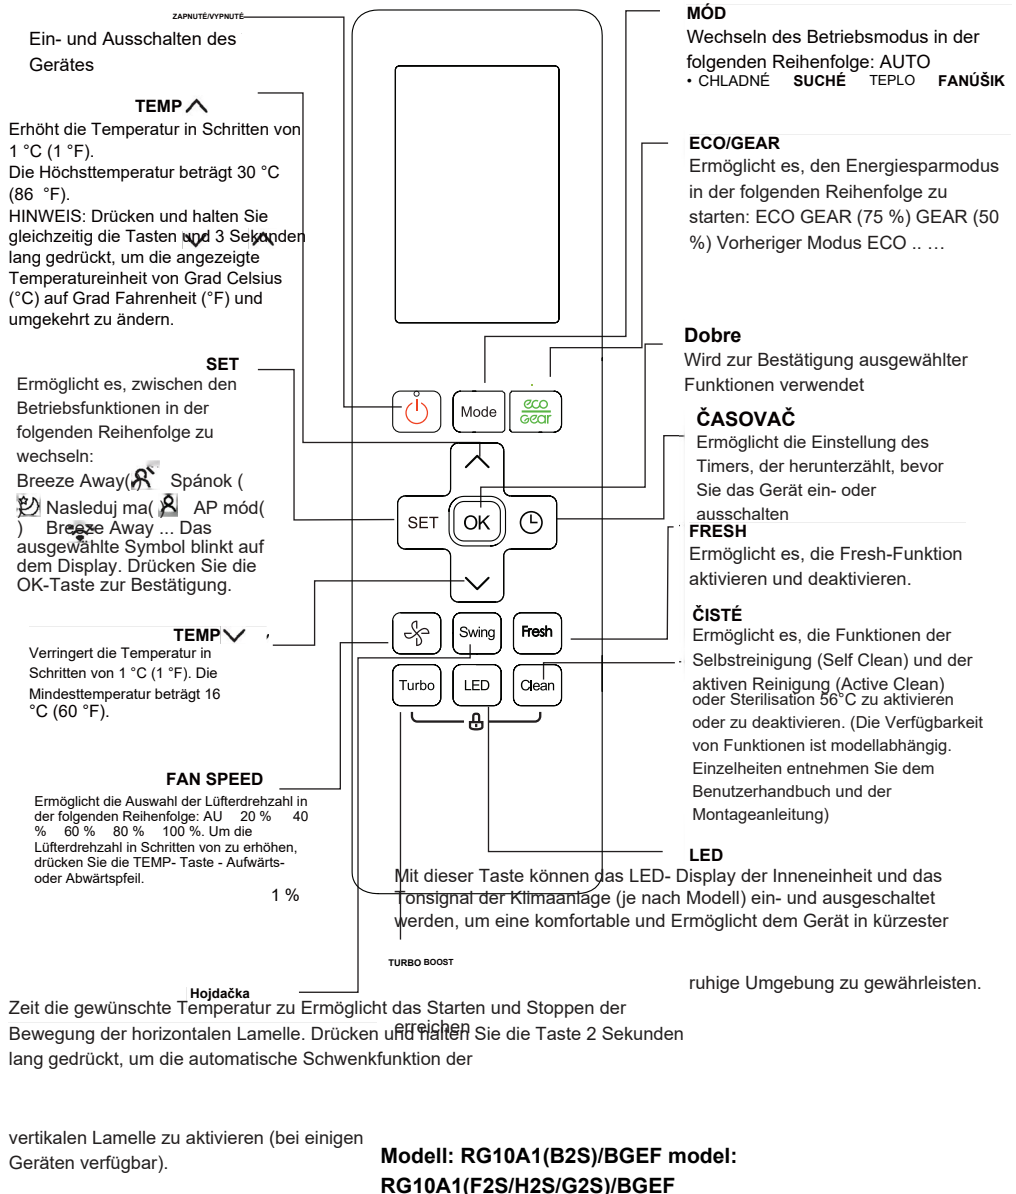 ZAPNUTÉ/VYPNUTÉ
Ein- und Ausschalten des
Gerätes
TEMP
Erhöht die Temperatur in Schritten von
1 °C (1 °F).
Die Höchsttemperatur beträgt 30 °C
(86 °F).
HINWEIS: Drücken und halten Sie
gleichzeitig die Tasten und 3 Sekunden
lang gedrückt, um die angezeigte
Temperatureinheit von Grad Celsius
(°C) auf Grad Fahrenheit (°F) und
umgekehrt zu ändern.
SET
Ermöglicht es, zwischen den
Betriebsfunktionen in der
folgenden Reihenfolge zu
wechseln:
Breeze Away( Spánok (
) Nasleduj ma( ) AP mód(
) Breeze Away ... Das
ausgewählte Symbol blinkt auf
dem Display. Drücken Sie die
OK-Taste zur Bestätigung.
TEMP
Verringert die Temperatur in
Schritten von 1 °C (1 °F). Die
Mindesttemperatur beträgt 16
°C (60 °F).
FAN SPEED
Ermöglicht die Auswahl der Lüfterdrehzahl in
der folgenden Reihenfolge: AU 20 % 40
% 60 % 80 % 100 %. Um die
Lüfterdrehzahl in Schritten von zu erhöhen,
drücken Sie die TEMP- Taste - Aufwärts-
oder Abwärtspfeil.
1 %
Mode
eco
Gear
SET
OK
Swing
Fresh
Turbo
LED
Clean
MÓD
Wechseln des Betriebsmodus in der
folgenden Reihenfolge: AUTO
• CHLADNÉ SUCHÉ TEPLO FANÚŠIK
ECO/GEAR
Ermöglicht es, den Energiesparmodus
in der folgenden Reihenfolge zu
starten: ECO GEAR (75 %) GEAR (50
%) Vorheriger Modus ECO .. …
Dobre
Wird zur Bestätigung ausgewählter
Funktionen verwendet
ČASOVAČ
Ermöglicht die Einstellung des
Timers, der herunterzählt, bevor
Sie das Gerät ein- oder
ausschalten
FRESH
Ermöglicht es, die Fresh-Funktion
aktivieren und deaktivieren.
ČISTÉ
Ermöglicht es, die Funktionen der
Selbstreinigung (Self Clean) und der
aktiven Reinigung (Active Clean)
oder Sterilisation 56°C zu aktivieren
oder zu deaktivieren. (Die Verfügbarkeit
von Funktionen ist modellabhängig.
Einzelheiten entnehmen Sie dem
Benutzerhandbuch und der
Montageanleitung)
LED
Mit dieser Taste können das LED- Display der Inneneinheit und das
Tonsignal der Klimaanlage (je nach Modell) ein- und ausgeschaltet
werden, um eine komfortable und Ermöglicht dem Gerät in kürzester
TURBO BOOST
ruhige Umgebung zu gewährleisten.
Hojdačka
Zeit die gewünschte Temperatur zu Ermöglicht das Starten und Stoppen der
erreichen
Bewegung der horizontalen Lamelle. Drücken und halten Sie die Taste 2 Sekunden
lang gedrückt, um die automatische Schwenkfunktion der
vertikalen Lamelle zu aktivieren (bei einigen
Geräten verfügbar).
Modell: RG10A1(B2S)/BGEF model:
RG10A1(F2S/H2S/G2S)/BGEF